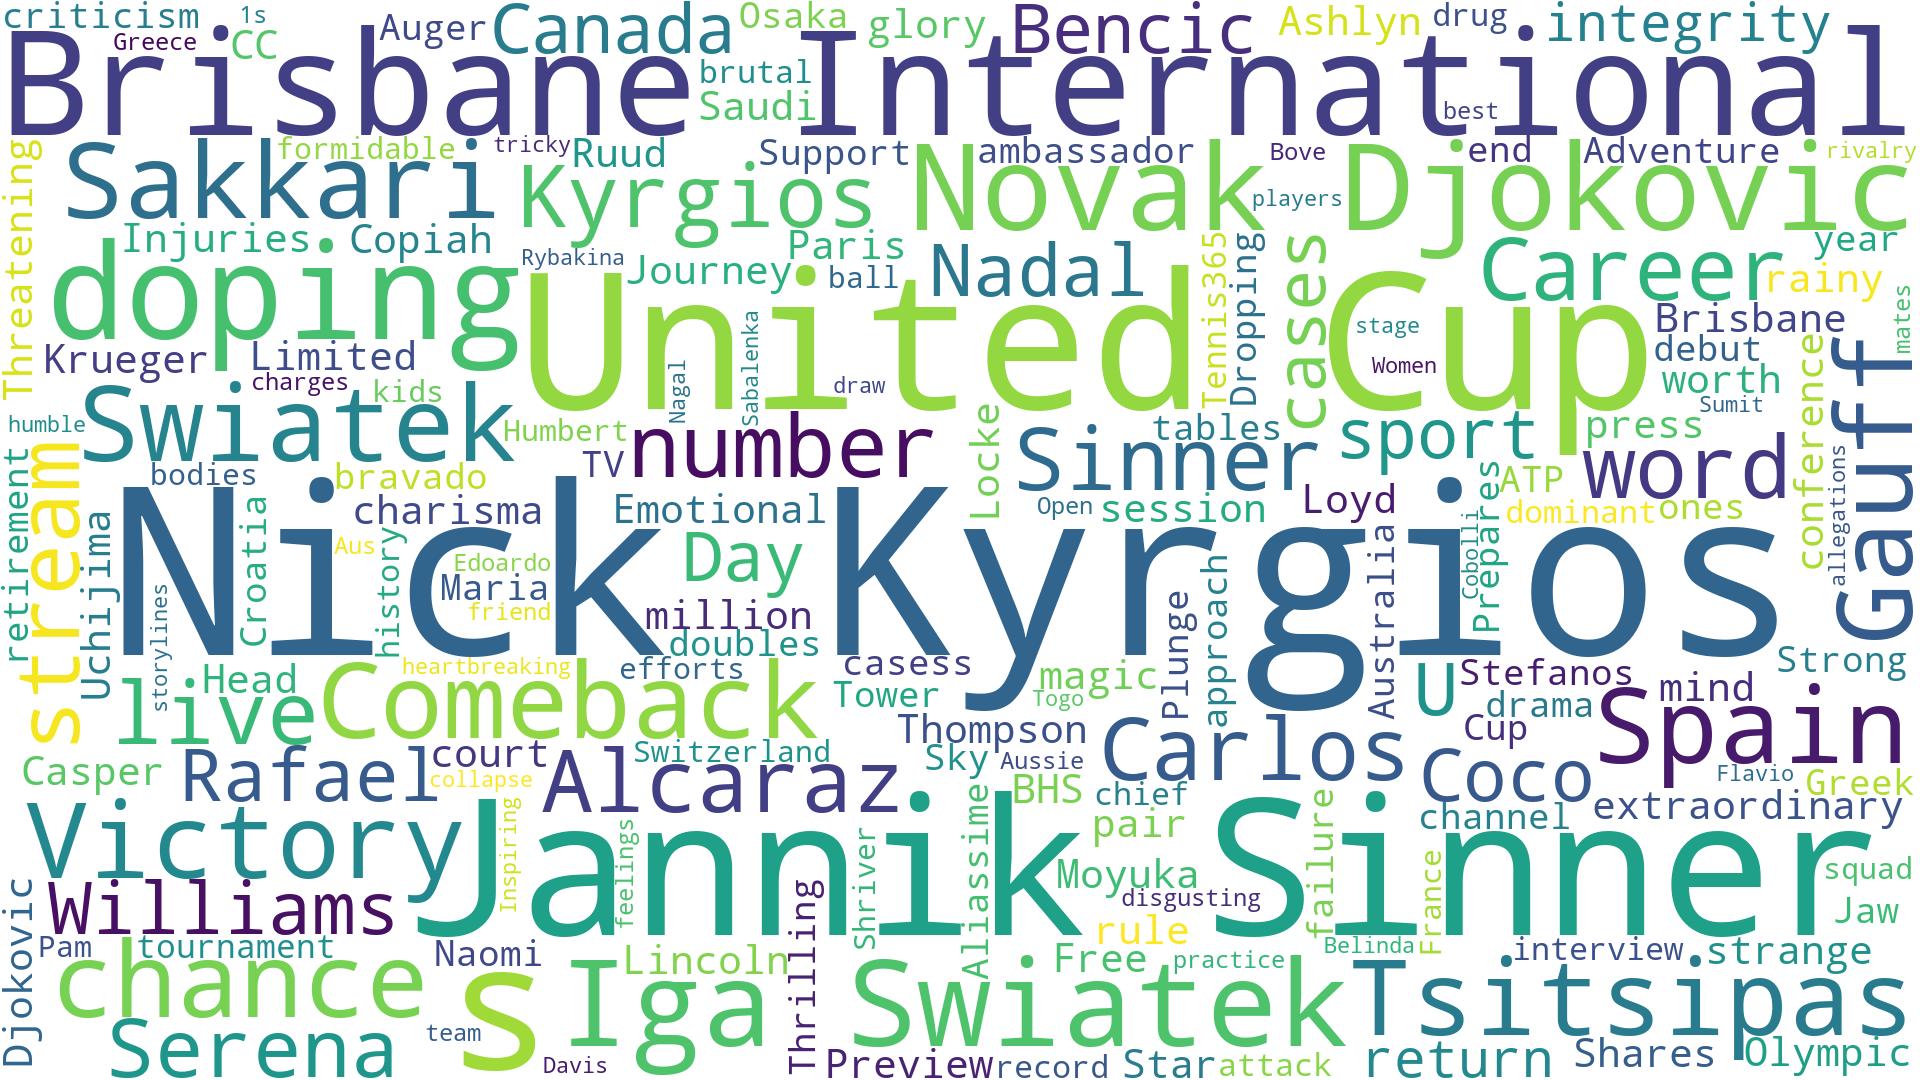 criticism
1s
Greece
CC
Auger
Canada
Osaka
glory
Bencic
Ashlyn
drug
integrity
Brisbane International
brutal
Saudi
best
Sakkari
formidable
tricky
Ruud
Kyrgios
Support
ambassador
Novak Djokovic
players
Bove
end
Adventure
rivalry
Threatening
Injuries
Copiah
doping
Rybakina
Journey
Paris
ball
Nadal
Tennis365
Dropping
cases
Career
year
rainy
United Cup
stage
Women
Brisbane
debut
worth
Sumit
mates
Krueger
Limited
charges
kids
Nagal
Sabalenka
draw
Swiatek
humble
Humbert
TV
number
Locke
Sinner
tables
sport
press
word
conference
Gauff
stream
retirement
bodies
bravado
charisma
Emotional
Open
session
Loyd
ATP
Prepares
dominant
ones
allegations
Nick Kyrgios
Uchijima
storylines
Croatia
Aus
history
Edoardo
Maria
friend
Day
million
doubles
Plunge
approach
Australia
Cobolli
live
Head
heartbreaking
Comeback
efforts
casess
Tower
magic
Togo
U
Stefanos
drama
Cup
mind
Strong
Spain
Thompson
Sky
Aussie
Carlos
Casper
Rafael
court
collapse
Switzerland
Alcaraz
BHS
chief
pair
Coco
channel
Flavio
Greek
extraordinary
Victory
Jannik Sinner
Inspiring
feelings
Shriver
Aliassime
Moyuka
disgusting
rule
failure
France
squad
Jaw
Williams
Djokovic
Pam
tournament
Naomi
Lincoln
Thrilling
Free
practice
Belinda
interview
strange
chance
s
Iga Swiatek
Tsitsipas
Serena
team
Davis
Preview
record
Star
attack
return
Shares
Olympic